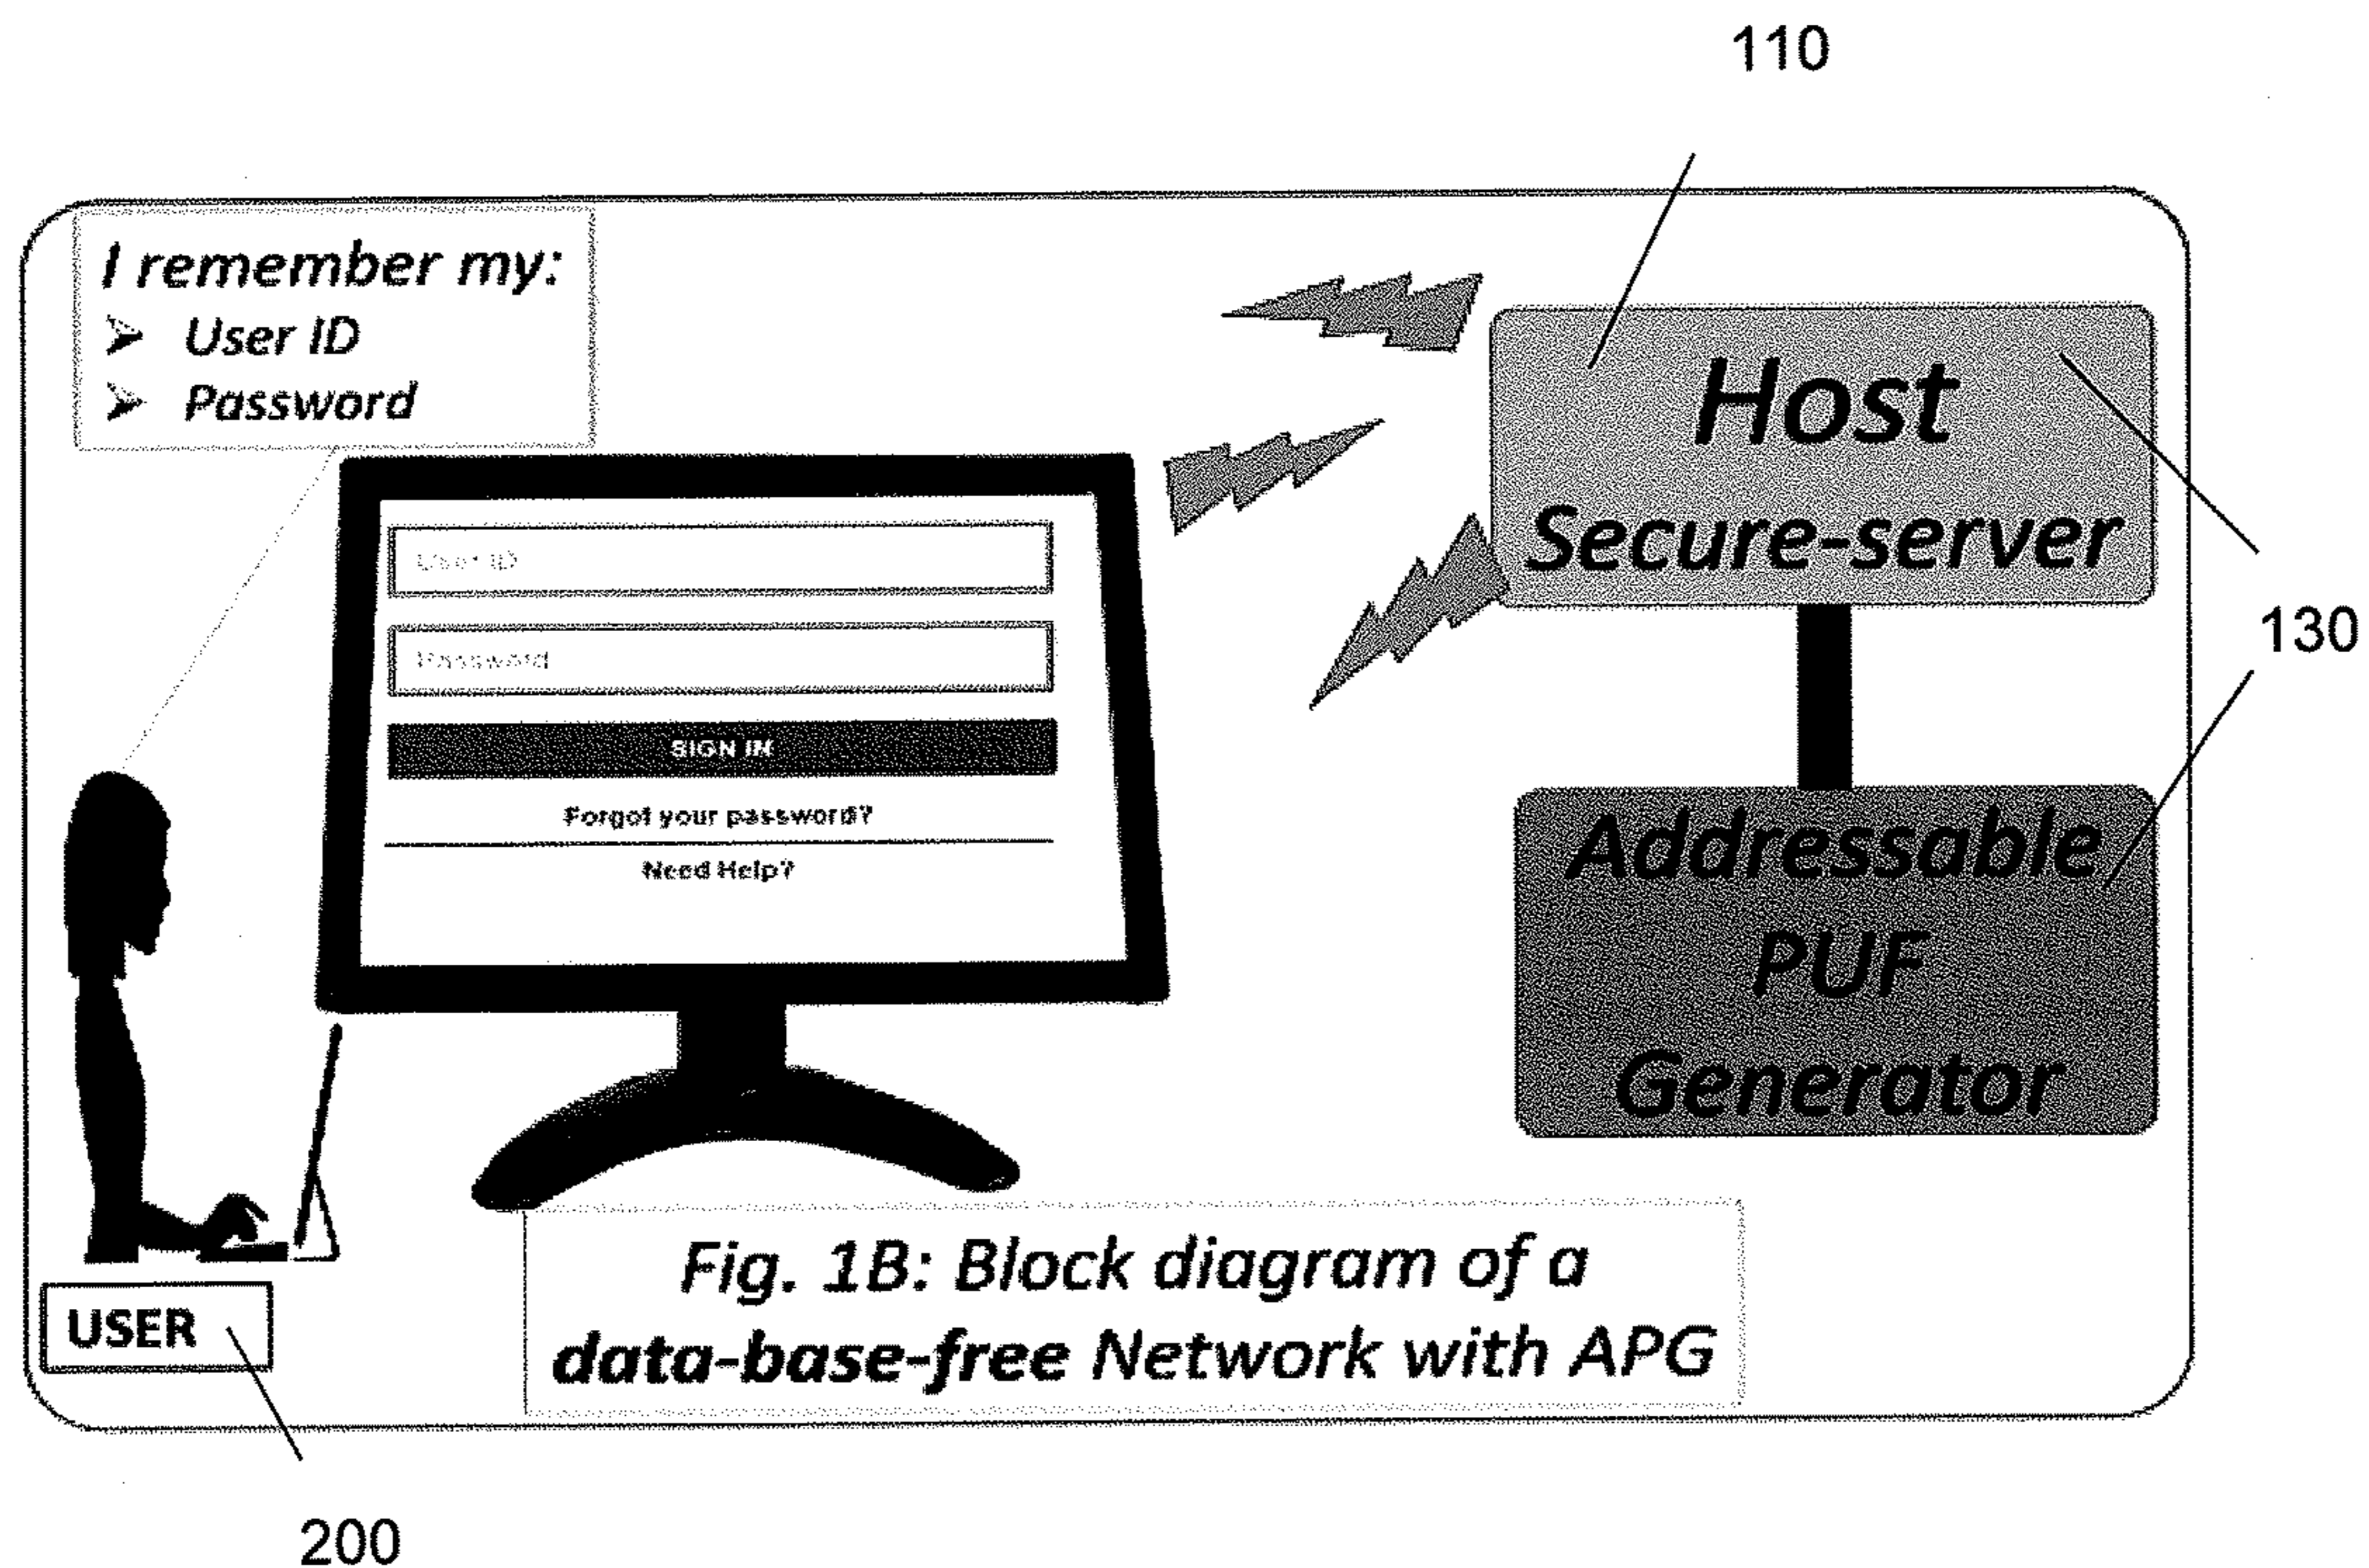 110
I remember my:
➢ User ID
➢ Password
Host
Secure-server
User ID
Password
SIGN IN
Forgot your password?
Need Help?
130
Addressable
PUF
Generator
USER
Fig. 1B: Block diagram of a
data-base-free Network with APG
200